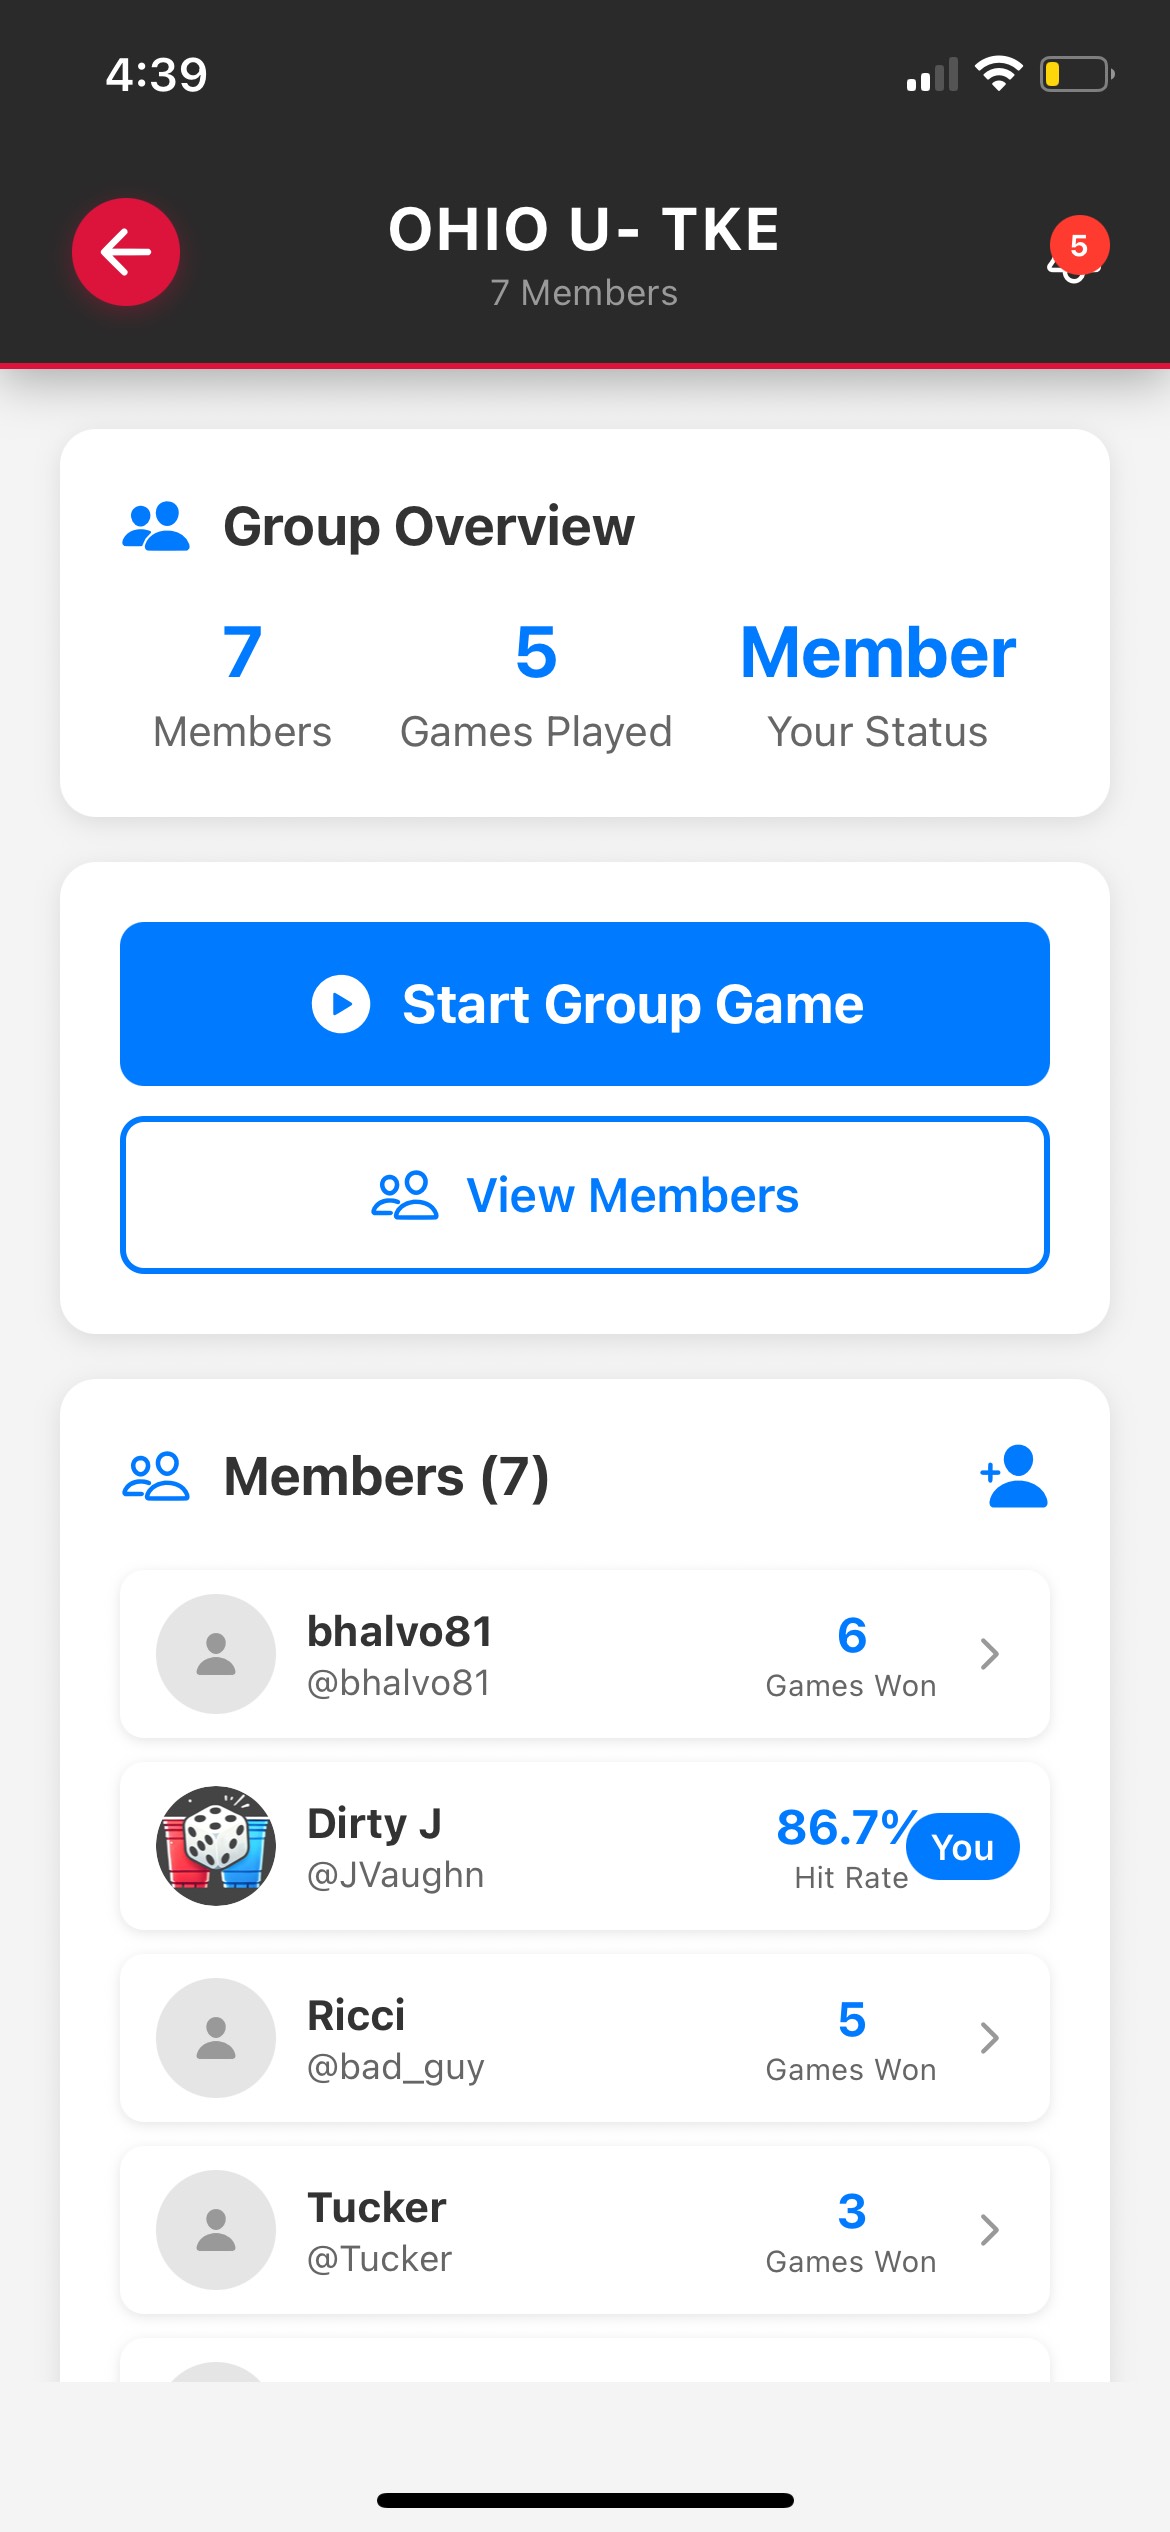 4:39
OHIO U- TKE
7 Members
5
Group Overview
7
Members
5
Games Played
Member
Your Status
Start Group Game
View Members
Members (7)
bhalvo81
@bhalvo81
6
Games Won
Dirty J
@JVaughn
86.7%
Hit Rate
You
Ricci
@bad_guy
5
Games Won
Tucker
@Tucker
3
Games Won